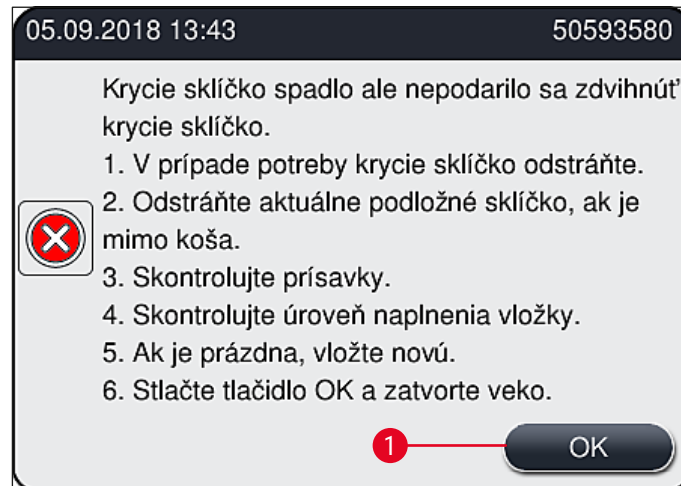 05.09.2018 13:43 50593580
Krycie sklíčko spadlo ale nepodarilo sa zdvihnúť
krycie sklíčko.
1. V prípade potreby krycie sklíčko odstráňte.
2. Odstráňte aktuálne podložné sklíčko, ak je
mimo koša.
3. Skontrolujte prísavky.
4. Skontrolujte úroveň naplnenia vložky.
5. Ak je prázdna, vložte novú.
6. Stlačte tlačidlo OK a zatvorte veko.
1 OK